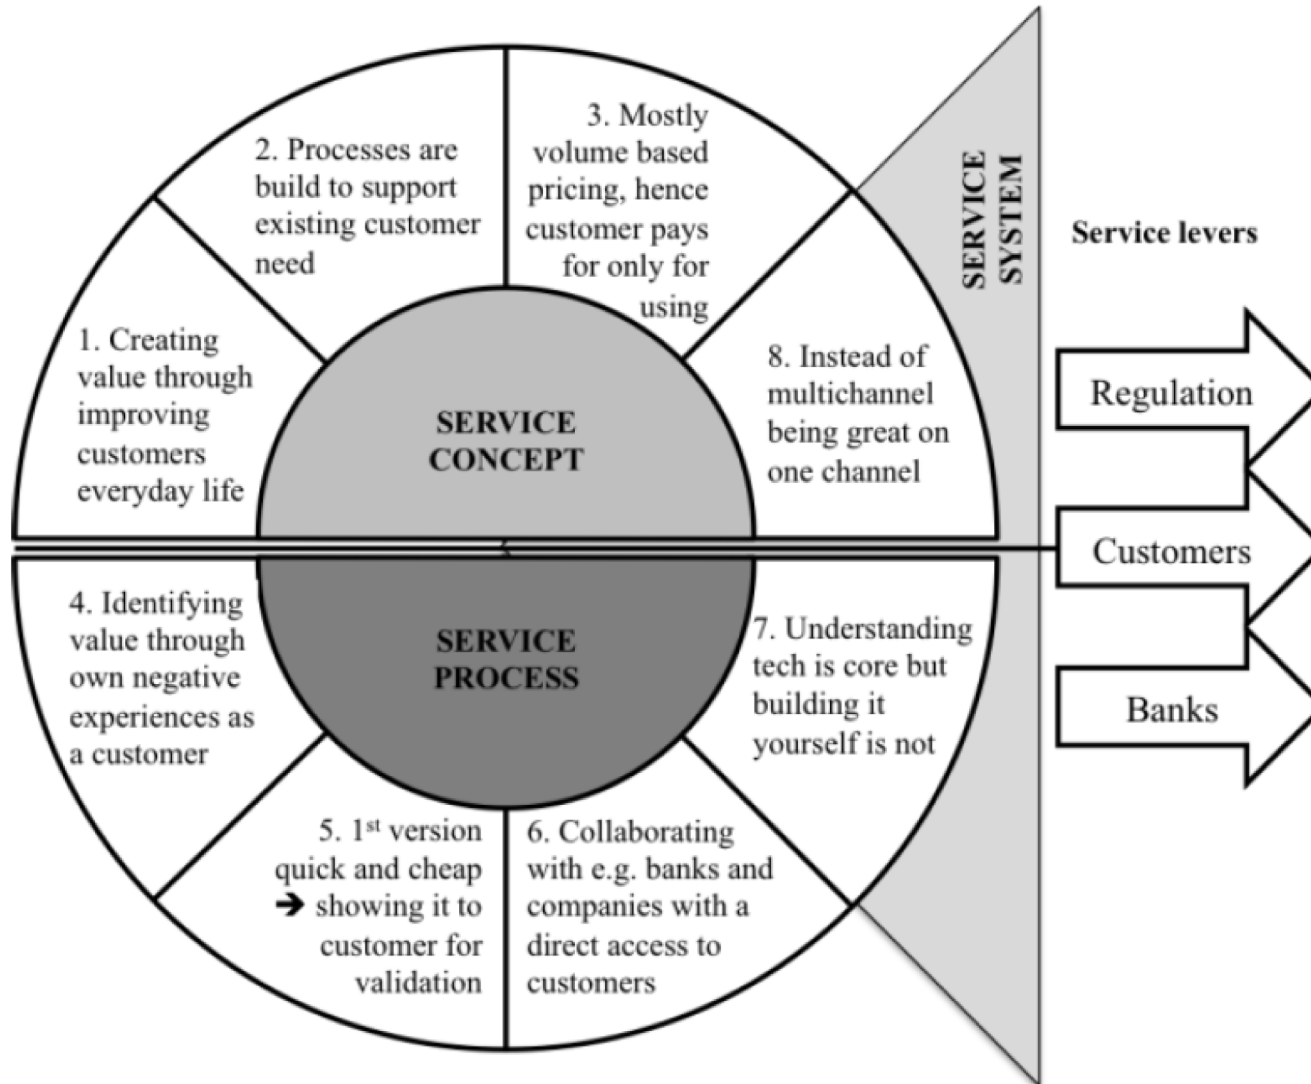 1. Creating
value through
improving
customers
everyday life
2. Processes are
build to support
existing customer
need
3. Mostly
volume based
pricing, hence
customer pays
for only for
using
8. Instead of
multichannel
being great on
one channel
SERVICE
CONCEPT
SERVICE
SYSTEM
Service levers
Regulation
Customers
Banks
SERVICE
PROCESS
4. Identifying
value through
own negative
experiences as
a customer
5. 1st version
quick and cheap
➔ showing it to
customer for
validation
6. Collaborating
with e.g. banks and
companies with a
direct access to
customers
7. Understanding
tech is core but
building it
yourself is not